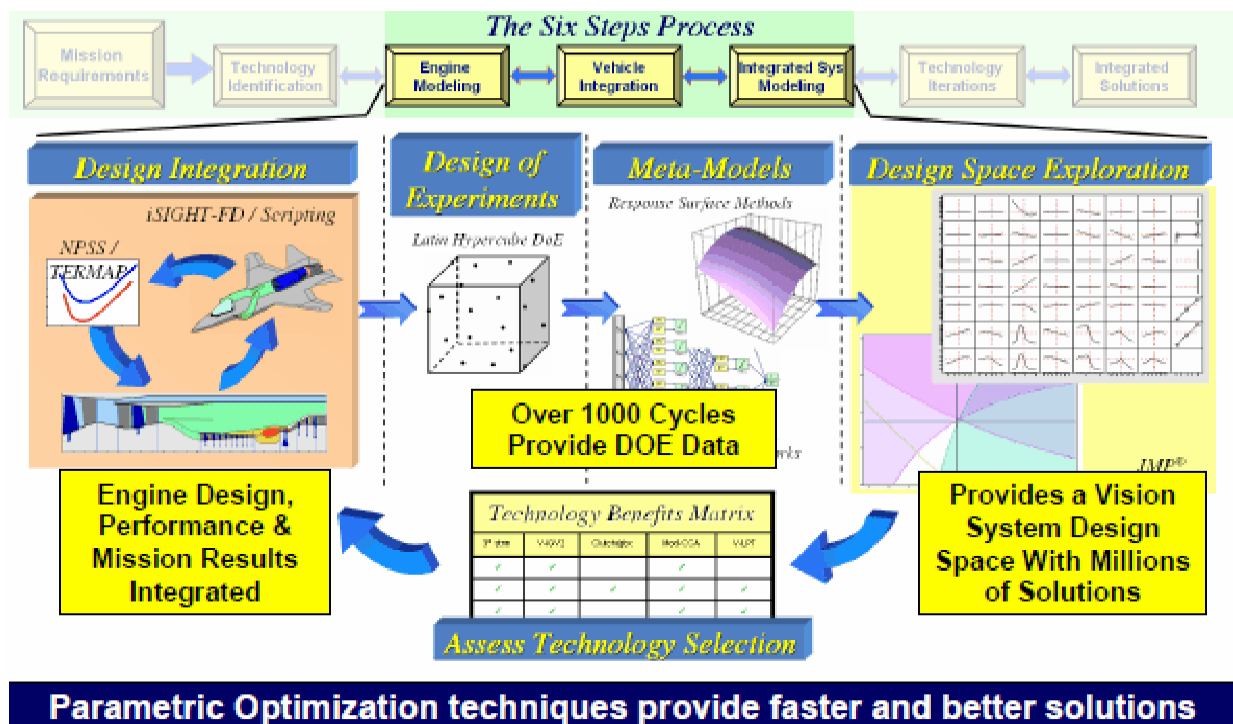 The Six Steps Process
Mission
Requirements
Technology
Identification
Engine
Modeling
Vehicle
Integration
Integrated Sys
Modeling
Technology
Iterations
Integrated
Solutions
Design Integration
Design of
Experiments
Meta-Models
Design Space Exploration
iSIGHT-FD / Scripting
NPSS /
TERMAP
Latin Hypercube DoE
Response Surface Methods
Over 1000 Cycles
Provide DOE Data
JMP®
Engine Design,
Performance &
Mission Results
Integrated
Technology Benefits Matrix
Provides a Vision
System Design
Space With Millions
of Solutions
Assess Technology Selection
Parametric Optimization techniques provide faster and better solutions